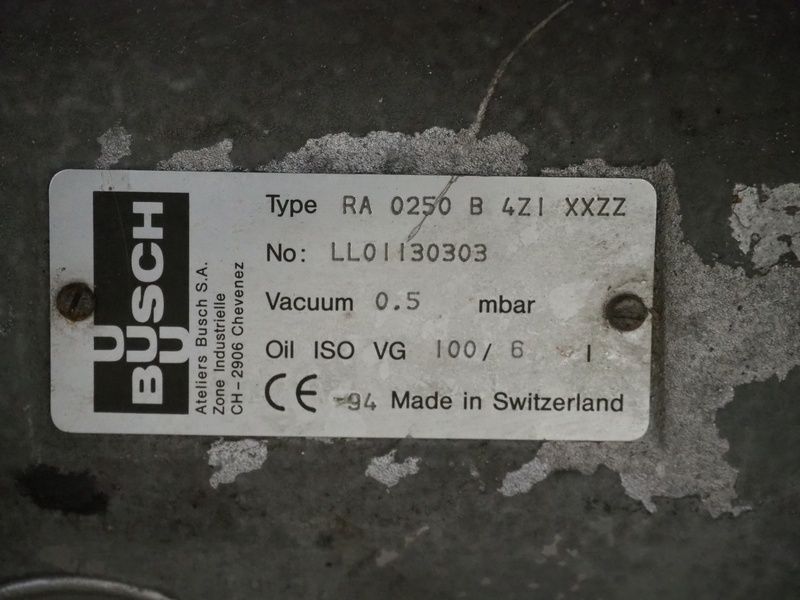 BUSCH
Ateliers Busch S.A.
Zone Industrielle
CH-2906 Chevenez
Type RA 0250 B 4Z1 XXZZ
No: LL01130303
Vacuum 0.5 mbar
Oil ISO VG 100/ 6 l
CE -94 Made in Switzerland